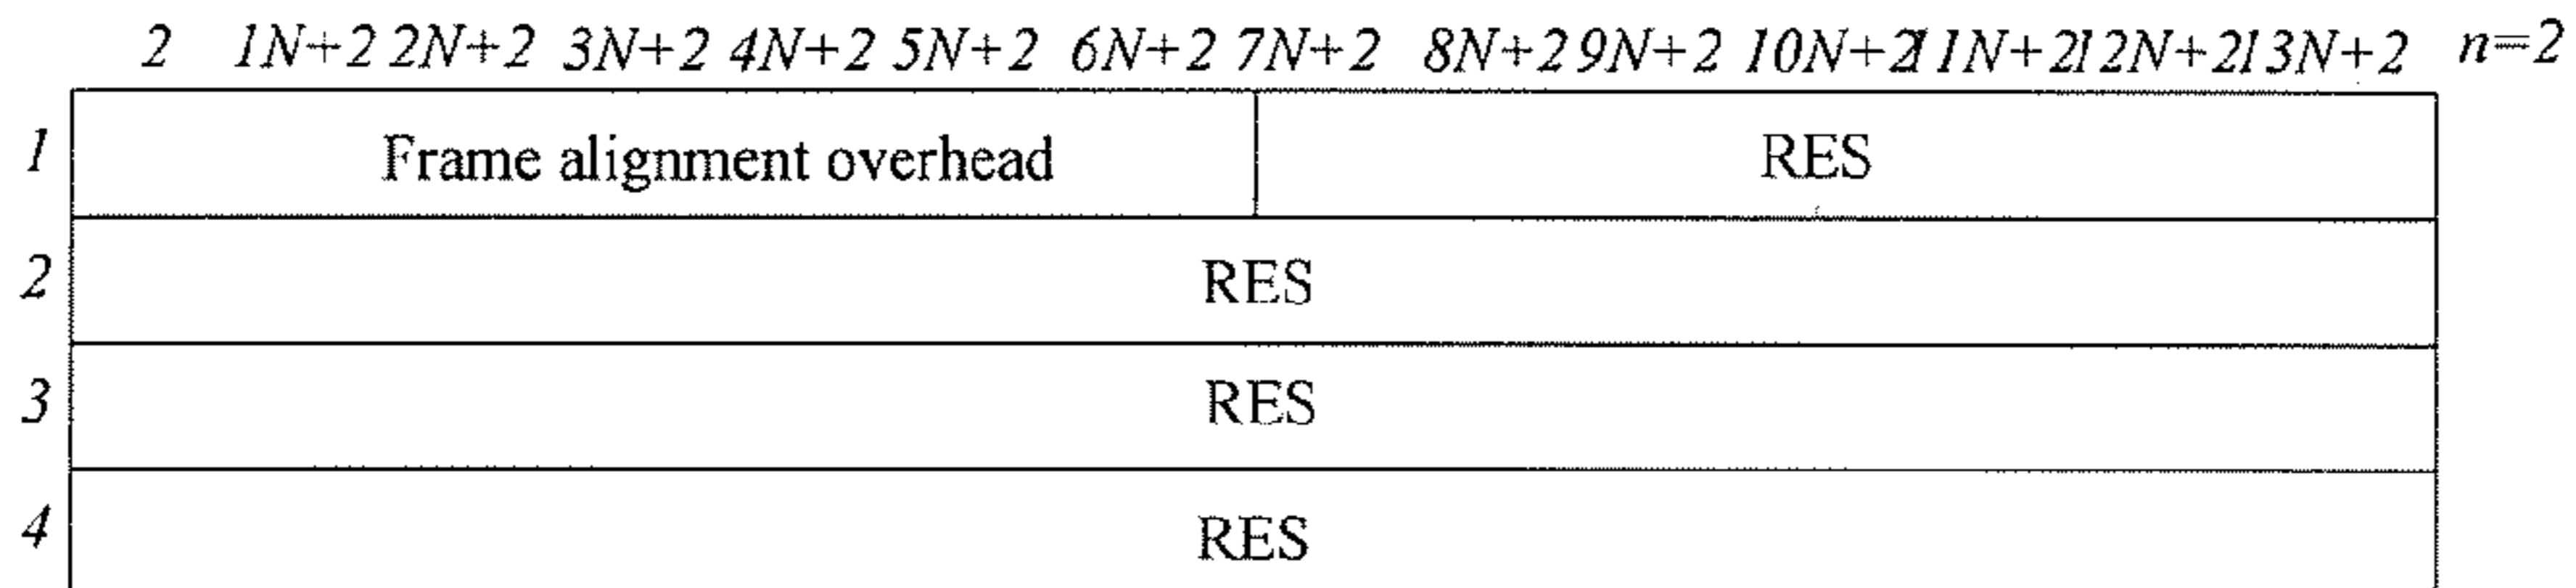 2 1N+2 2N+2 3N+2 4N+2 5N+2 6N+2 7N+2 8N+2 9N+2 10N+2 11N+2 12N+2 13N+2 n=2
1 Frame alignment overhead RES
2 RES
3 RES
4 RES